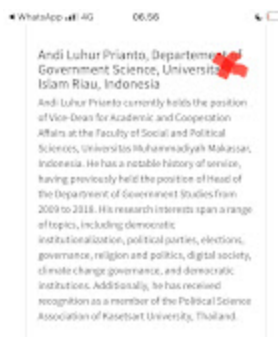 WhatsApp 4G 06.56
Andi Luhur Prianto, Departement of
Government Science, Universitas
Islam Riau, Indonesia
Andi Luhur Prianto currently holds the position
of Vice-Dean for Academic and Cooperation
Affairs at the Faculty of Social and Political
Sciences, Universitas Muhammadiyah Makassar,
Indonesia. He has a notable history of service,
having previously held the position of Head of
the Department of Government Studies from
2009 to 2018. His research interests span a range
of topics, including democratic
institutionalization, political parties, elections,
governance, religion and politics, digital society,
climate change governance, and democratic
institutions. Additionally, he has received
recognition as a member of the Political Science
Association of Kasetsart University, Thailand.